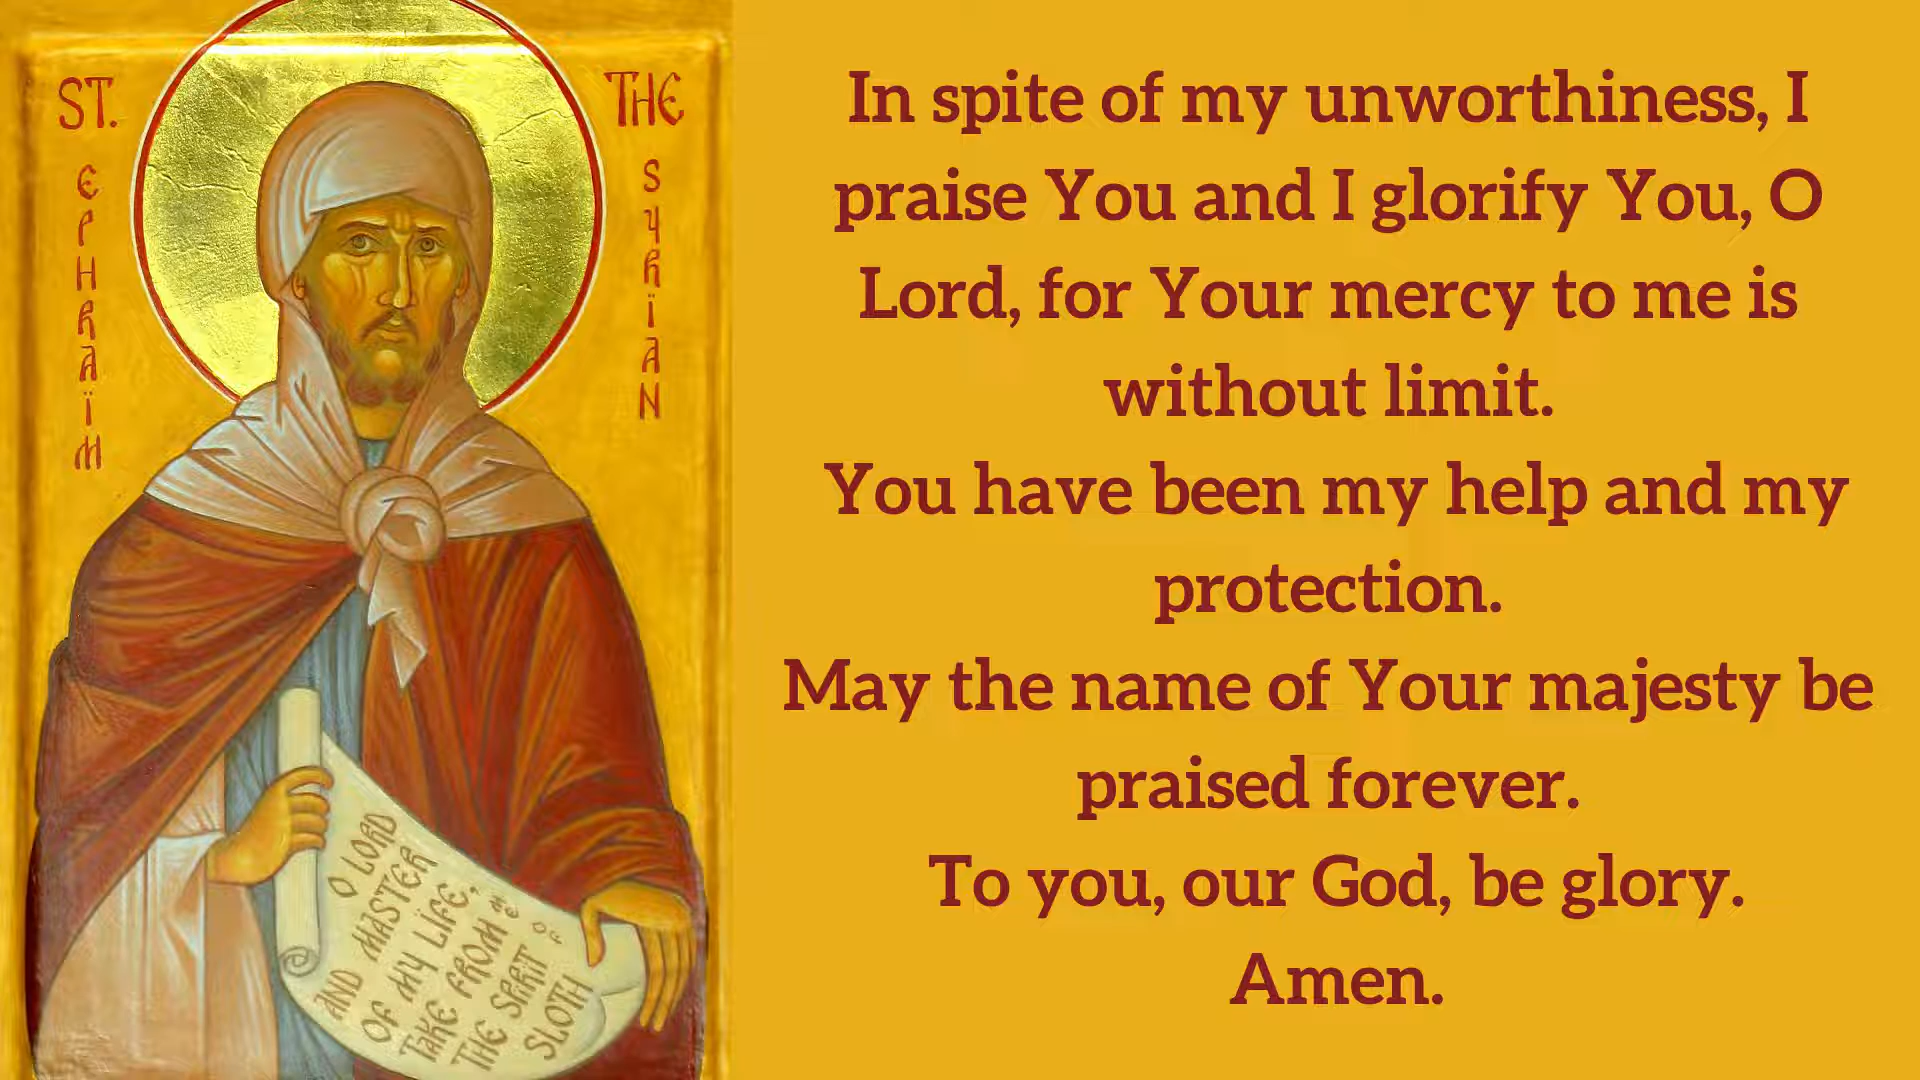 ST.
EPHRAÏM
THE
SYRÏAN
O LORD
AND MASTER
OF MY LÏFE:
TAKE FROM ME
THE SPIRIT OF
SLOTH
In spite of my unworthiness, I
praise You and I glorify You, O
Lord, for Your mercy to me is
without limit.
You have been my help and my
protection.
May the name of Your majesty be
praised forever.
To you, our God, be glory.
Amen.